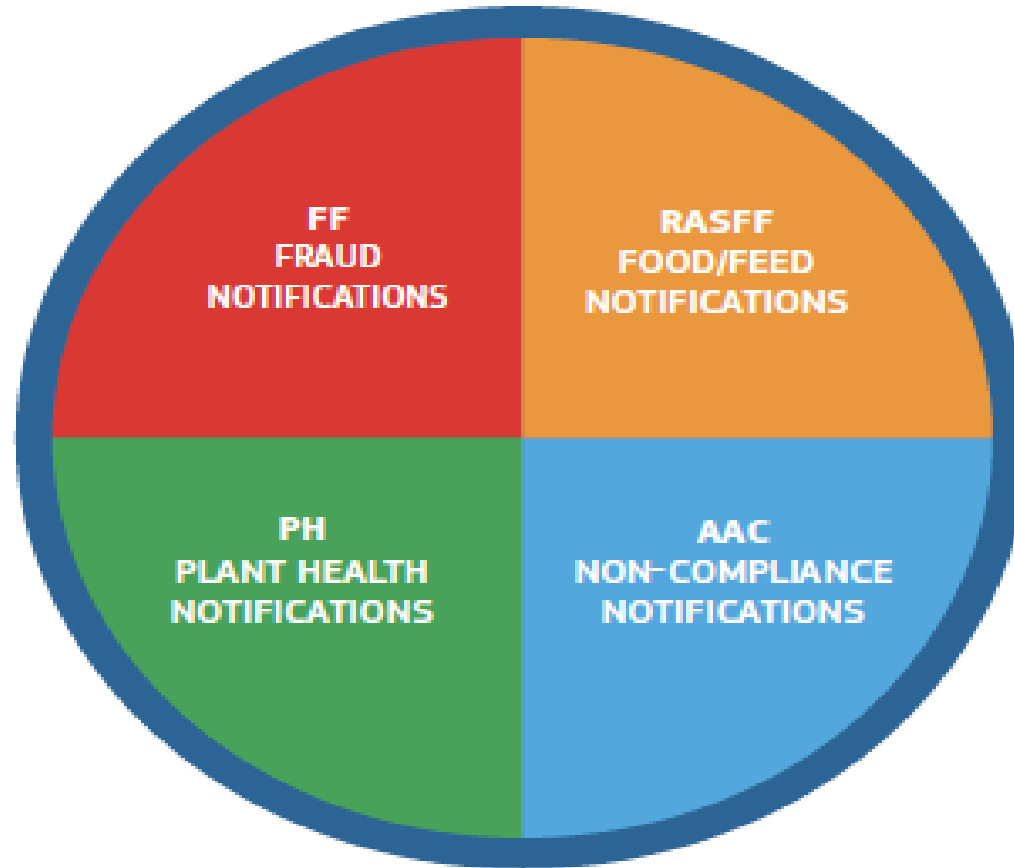 FF
FRAUD
NOTIFICATIONS
RASFF
FOOD/FEED
NOTIFICATIONS
PH
PLANT HEALTH
NOTIFICATIONS
AAC
NON-COMPLIANCE
NOTIFICATIONS